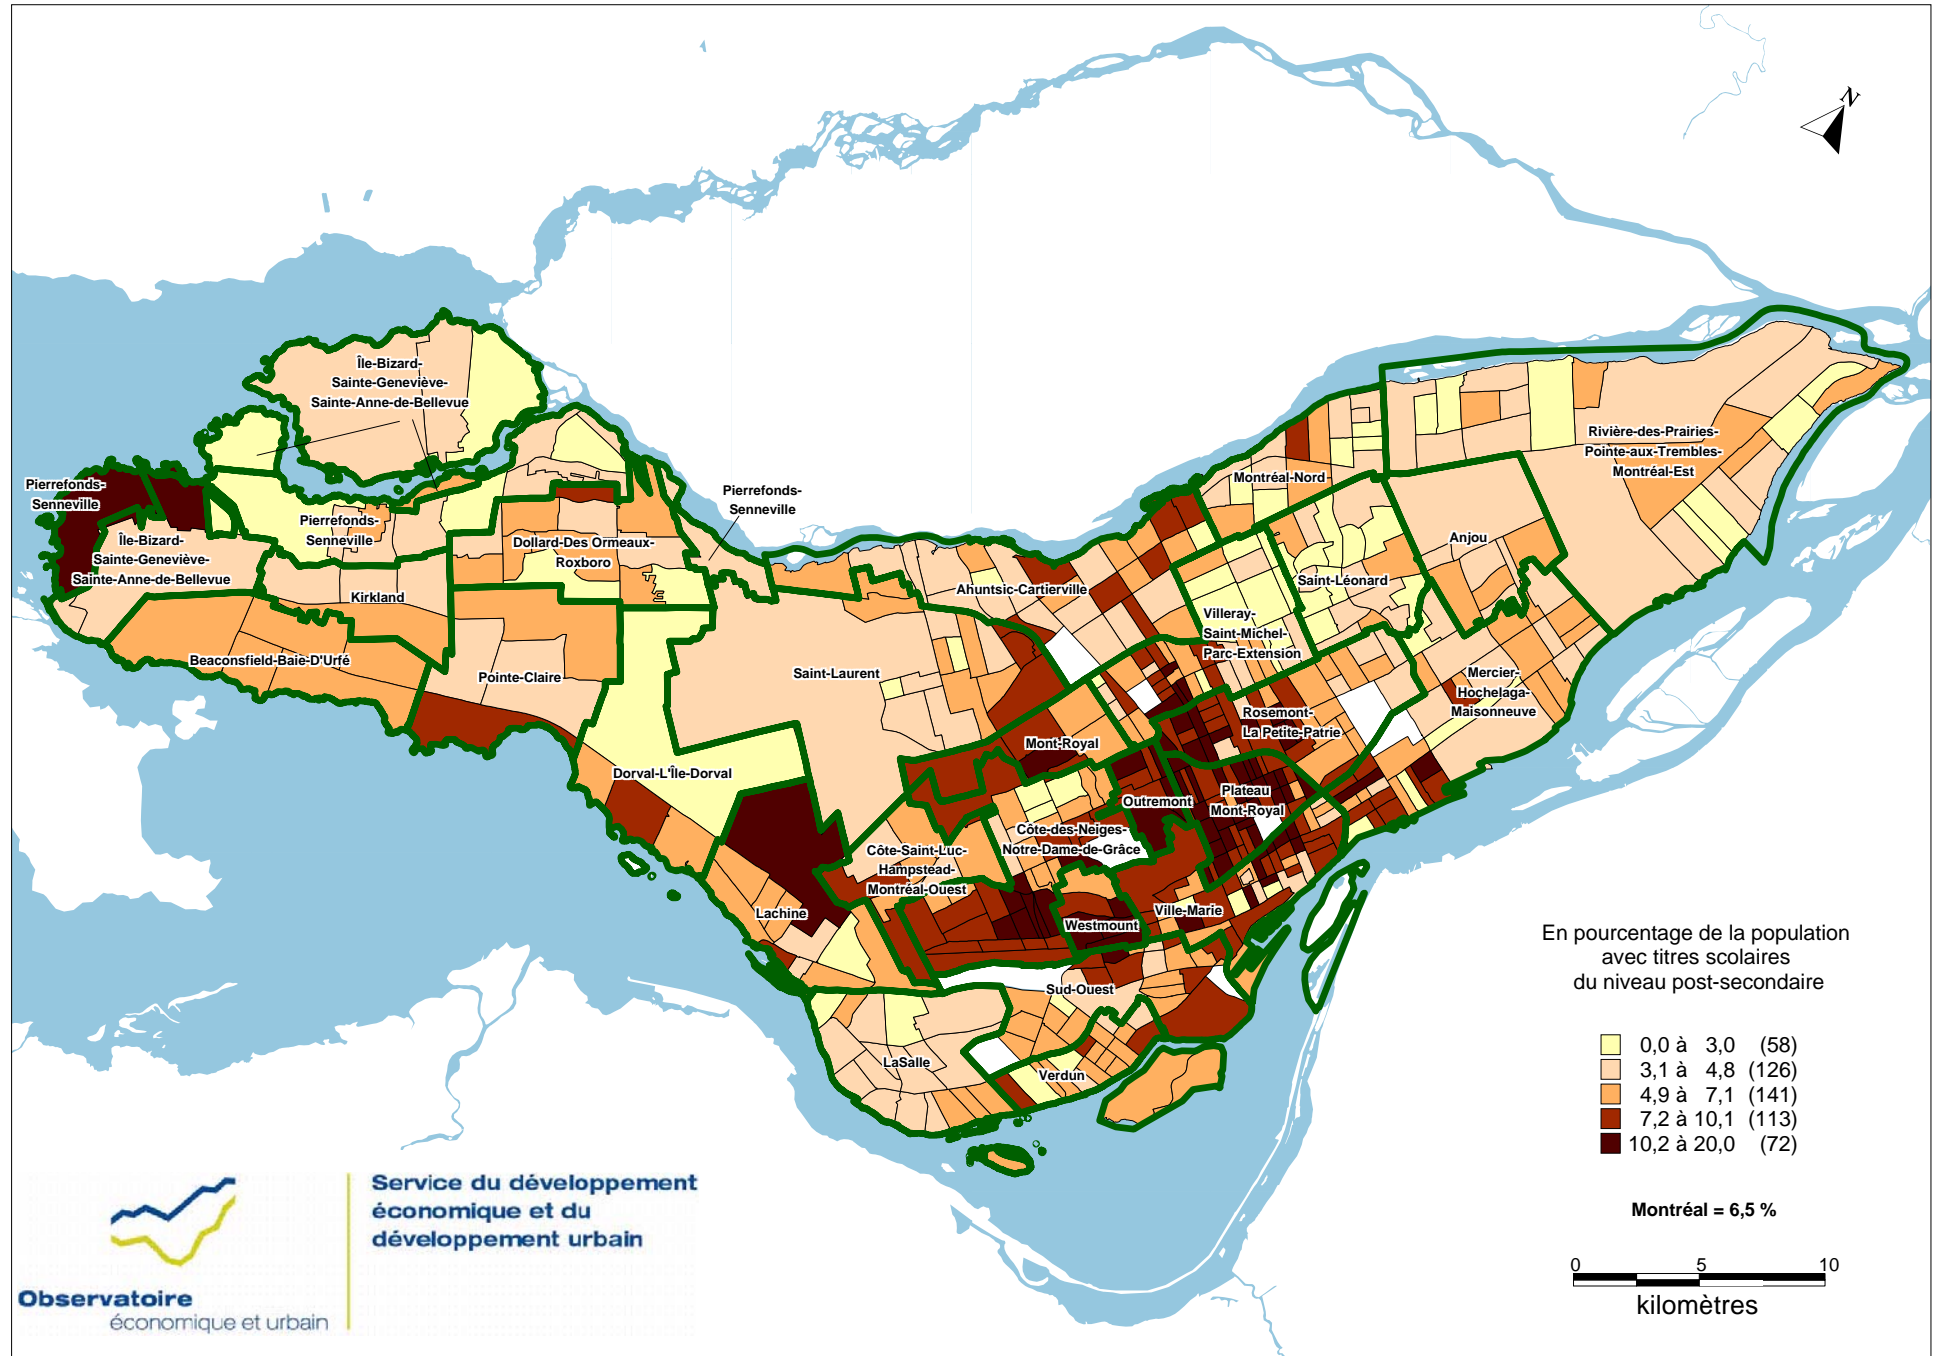 N
Île-Bizard-
Sainte-Geneviève-
Sainte-Anne-de-Bellevue
Pierrefonds-
Senneville
Pierrefonds-
Senneville
Pierrefonds-
Senneville
Île-Bizard-
Sainte-Geneviève-
Sainte-Anne-de-Bellevue
Dollard-Des Ormeaux-
Roxboro
Kirkland
Beaconsfield-Baie-D'Urfé
Pointe-Claire
Dorval-L'Île-Dorval
Saint-Laurent
Ahuntsic-Cartierville
Montréal-Nord
Rivière-des-Prairies-
Pointe-aux-Trembles-
Montréal-Est
Anjou
Saint-Léonard
Villeray-
Saint-Michel-
Parc-Extension
Mercier-
Hochelaga-
Maisonneuve
Rosemont-
La Petite-Patrie
Mont-Royal
Outremont
Plateau
Mont-Royal
Côte-des-Neiges-
Notre-Dame-de-Grâce
Côte-Saint-Luc-
Hampstead-
Montréal-Ouest
Lachine
Westmount
Ville-Marie
Sud-Ouest
LaSalle
Verdun
En pourcentage de la population
avec titres scolaires
du niveau post-secondaire
0,0 à 3,0 (58)
3,1 à 4,8 (126)
4,9 à 7,1 (141)
7,2 à 10,1 (113)
10,2 à 20,0 (72)
Montréal = 6,5 %
0 5 10
kilomètres
Service du développement
économique et du
développement urbain
Observatoire
économique et urbain